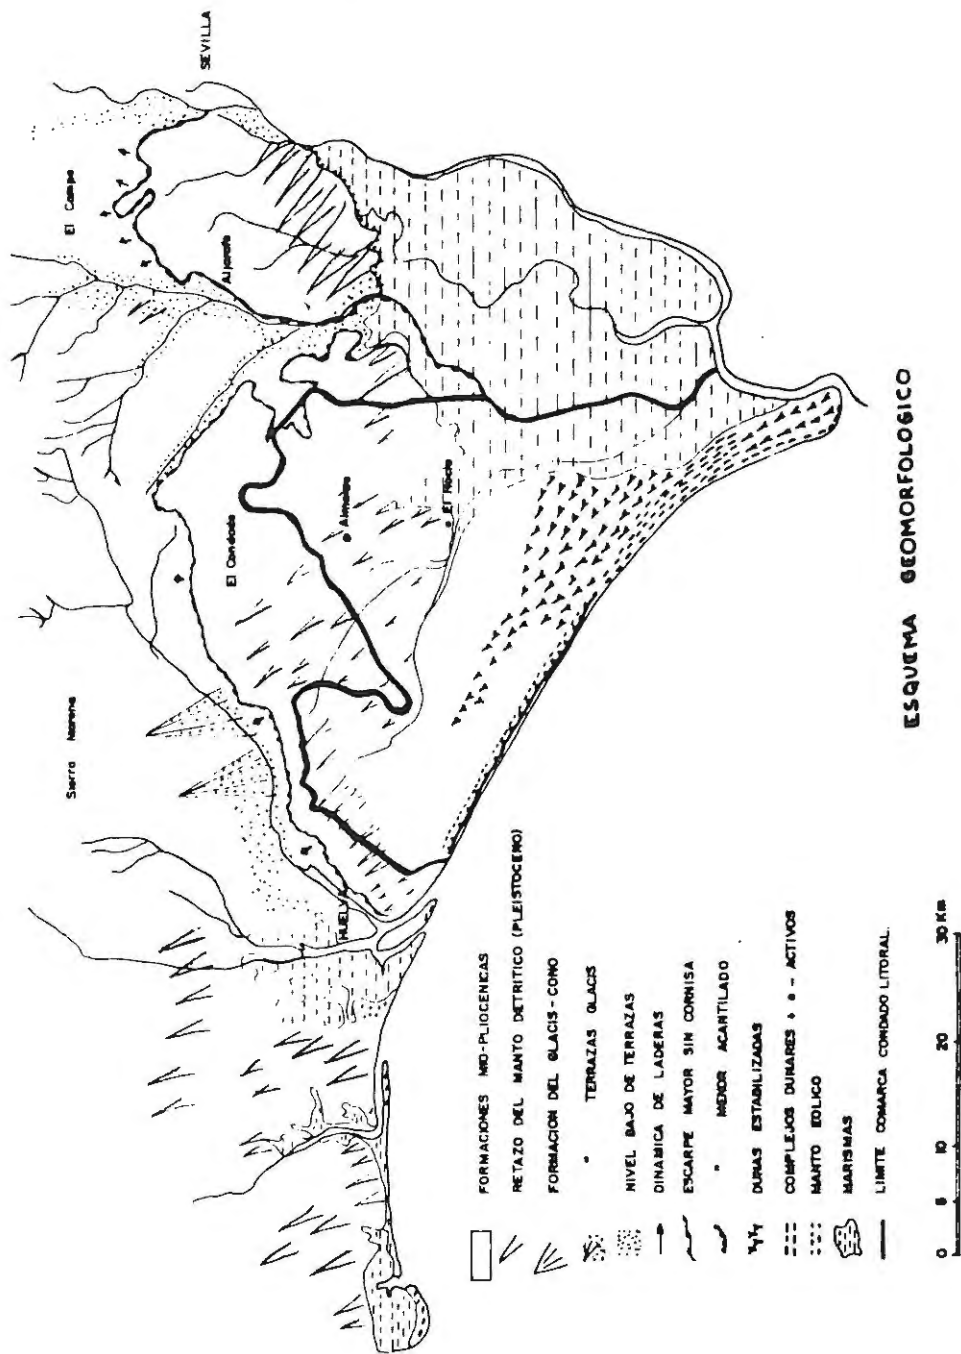 SEVILLA
El Campo
Aljarafe
Sierra Morena
El Condado
Almonte
El Rocio
HUELVA
ESQUEMA GEOMORFOLOGICO
FORMACIONES MIO-PLIOCENICAS
RETAZO DEL MANTO DETRITICO (PLEISTOCENO)
FORMACION DEL GLACIS-CONO
" TERRAZAS GLACIS
NIVEL BAJO DE TERRAZAS
DINAMICA DE LADERAS
ESCARPE MAYOR SIN CORNISA
" MENOR ACANTILADO
DUNAS ESTABILIZADAS
COMPLEJOS DUNARES + o - ACTIVOS
MANTO EOLICO
MARISMAS
LIMITE COMARCA CONDADO LITORAL.
0 5 10 20 30 Km